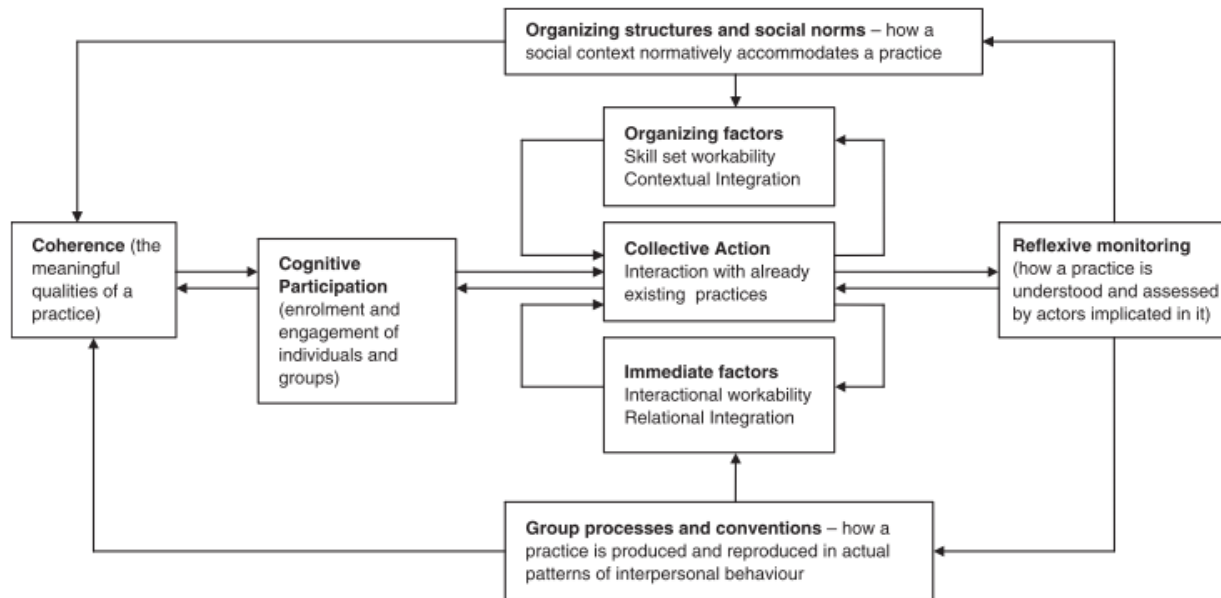 Organizing structures and social norms – how a
social context normatively accommodates a practice
Organizing factors
Skill set workability
Contextual Integration
Coherence (the
meaningful
qualities of a
practice)
Cognitive
Participation
(enrolment and
engagement of
individuals and
groups)
Collective Action
Interaction with already
existing practices
Reflexive monitoring
(how a practice is
understood and assessed
by actors implicated in it)
Immediate factors
Interactional workability
Relational Integration
Group processes and conventions – how a
practice is produced and reproduced in actual
patterns of interpersonal behaviour